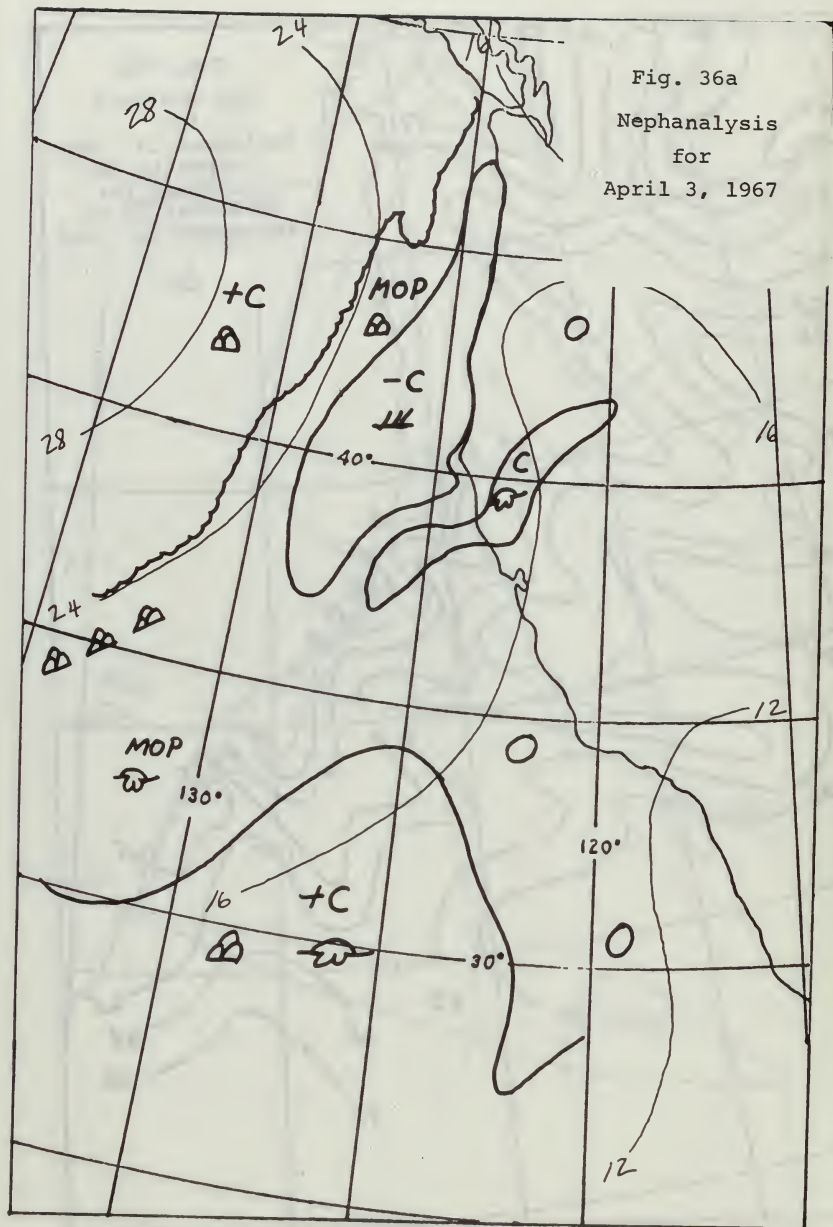 Fig. 36a
Nephanalysis
for
April 3, 1967
24
16
28
+C
MOP
O
-C
28
40°
C
16
24
MOP
130°
O
12
120°
16
+C
30°
O
12